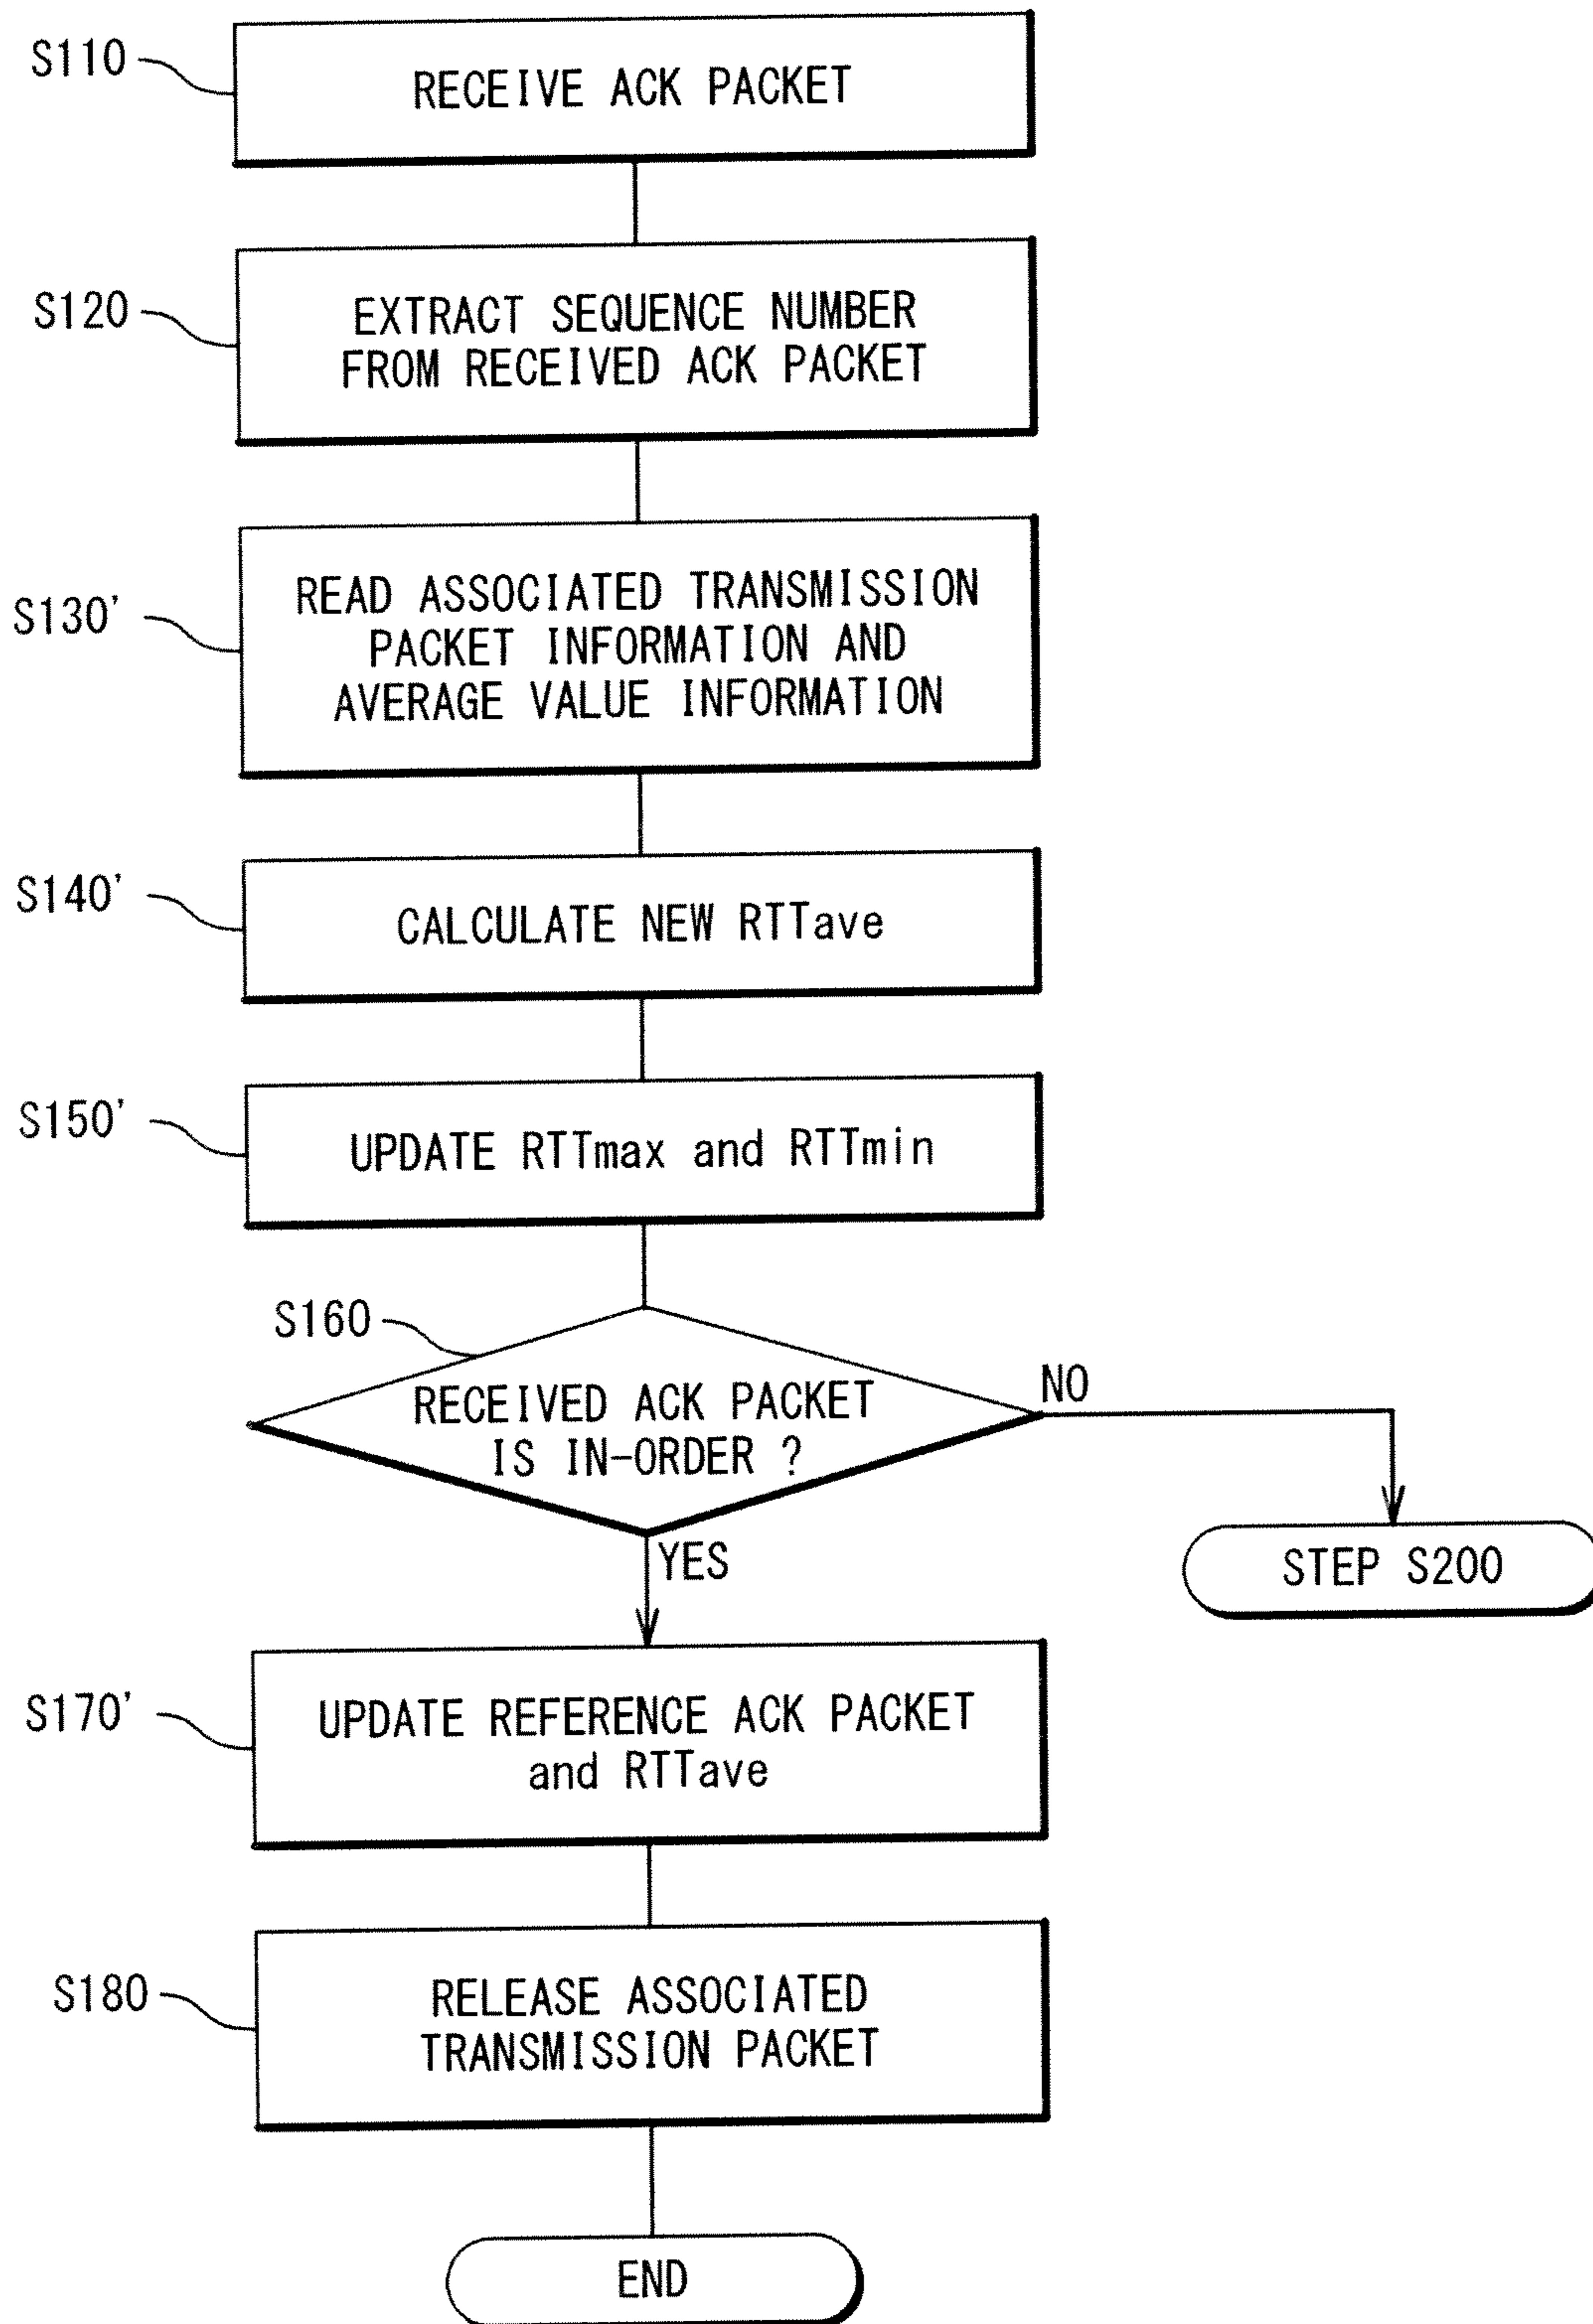 S110
RECEIVE ACK PACKET
S120
EXTRACT SEQUENCE NUMBER
FROM RECEIVED ACK PACKET
S130'
READ ASSOCIATED TRANSMISSION
PACKET INFORMATION AND
AVERAGE VALUE INFORMATION
S140'
CALCULATE NEW RTTave
S150'
UPDATE RTTmax and RTTmin
S160
RECEIVED ACK PACKET
IS IN-ORDER ?
NO
YES
STEP S200
S170'
UPDATE REFERENCE ACK PACKET
and RTTave
S180
RELEASE ASSOCIATED
TRANSMISSION PACKET
END